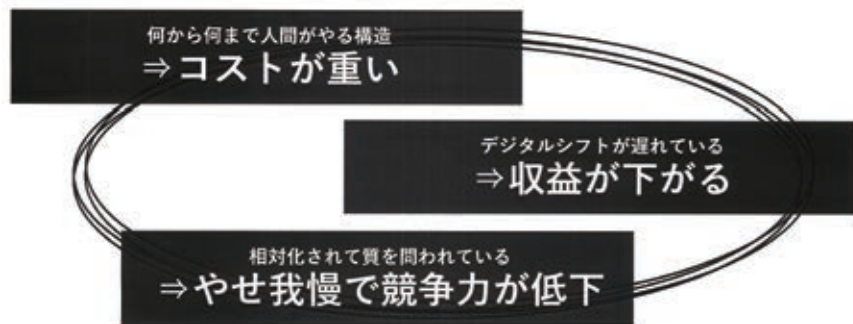 何から何まで人間がやる構造
⇒コストが重い
デジタルシフトが遅れている
⇒収益が下がる
相対化されて質を問われている
⇒やせ我慢で競争力が低下